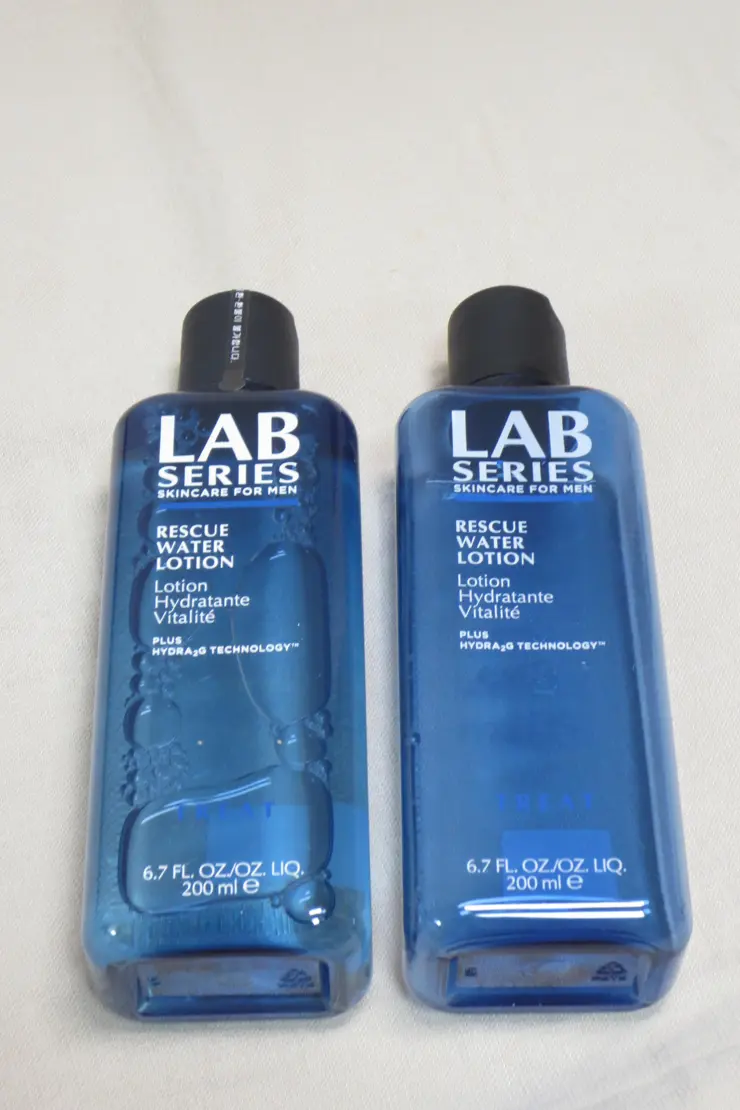 LAB
SERIES
SKINCARE FOR MEN
RESCUE
WATER
LOTION
Lotion
Hydratante
Vitalité
PLUS
HYDRA₂G TECHNOLOGY™
TREAT
6.7 FL. OZ./OZ. LIQ.
200 ml ℮
LAB
SERIES
SKINCARE FOR MEN
RESCUE
WATER
LOTION
Lotion
Hydratante
Vitalité
PLUS
HYDRA₂G TECHNOLOGY™
TREAT
6.7 FL. OZ./OZ. LIQ.
200 ml ℮